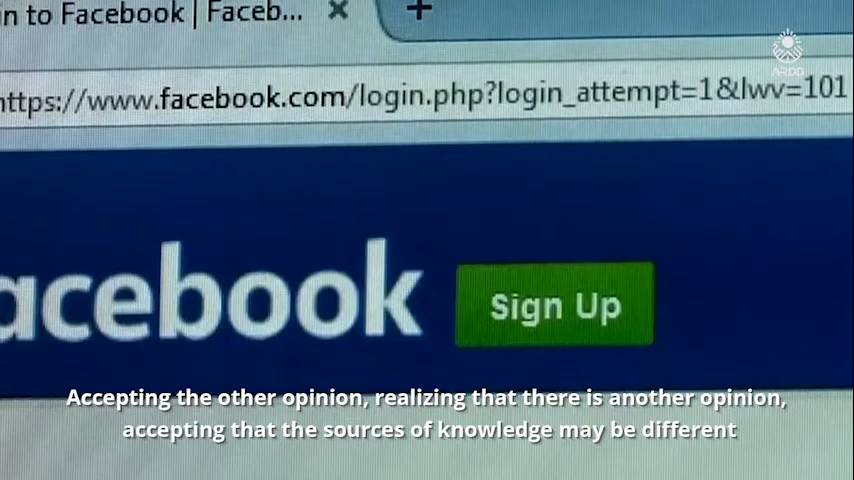 in to Facebook | Faceb...
https://www.facebook.com/login.php?login_attempt=1&lwv=101
ARDD
acebook
Sign Up
Accepting the other opinion, realizing that there is another opinion,
accepting that the sources of knowledge may be different